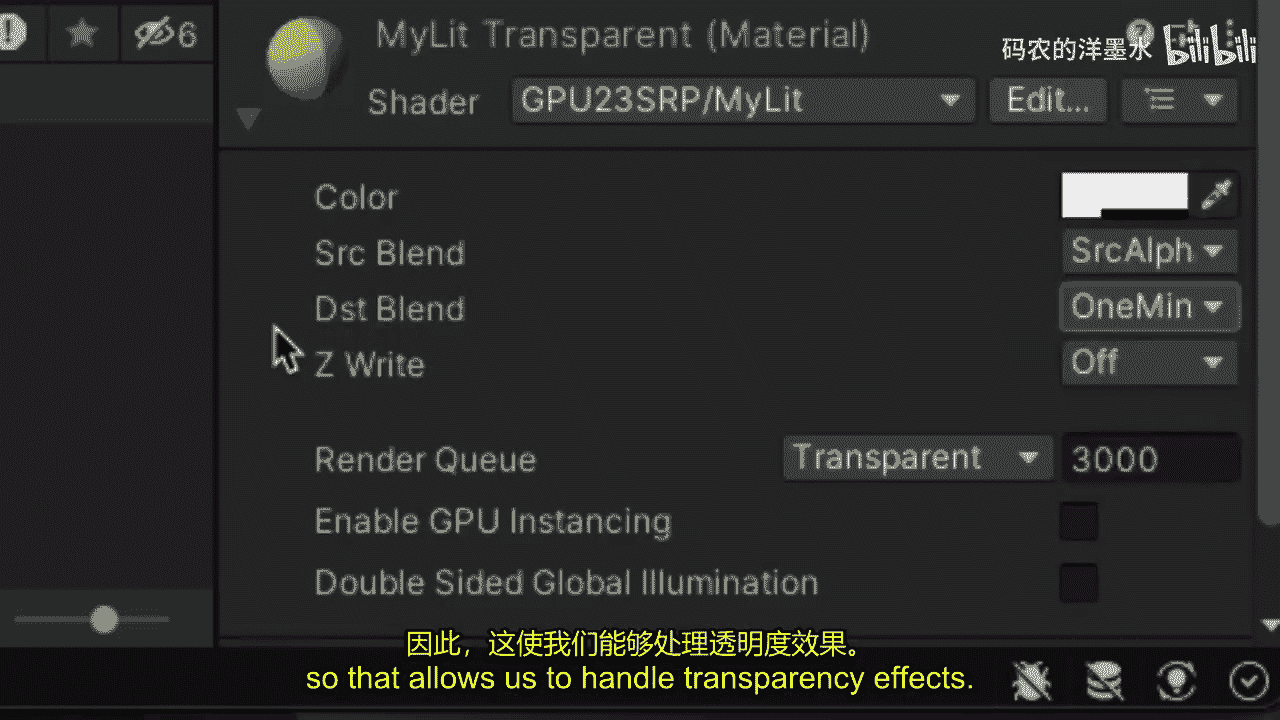 6
MyLit Transparent (Material)
码农的洋墨水 bilibili
Shader GPU23SRP/MyLit Edit...
Color
Src Blend SrcAlph
Dst Blend OneMin
Z Write Off
Render Queue Transparent 3000
Enable GPU Instancing
Double Sided Global Illumination
因此，这使我们能够处理透明度效果。
so that allows us to handle transparency effects.